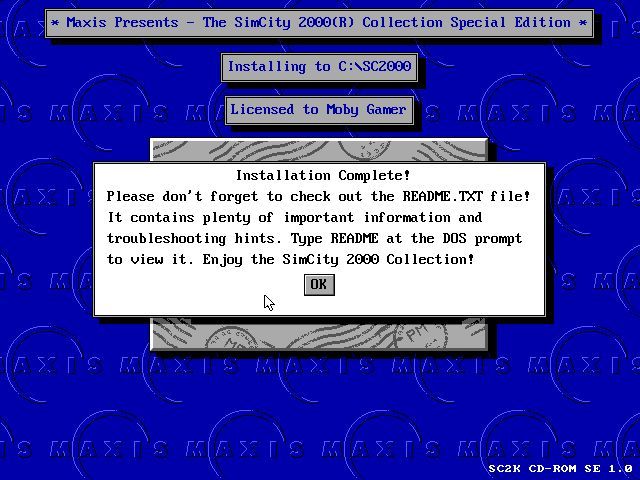 * Maxis Presents - The SimCity 2000(R) Collection Special Edition *
Installing to C:\SC2000
Licensed to Moby Gamer
Installation Complete!
Please don't forget to check out the README.TXT file!
It contains plenty of important information and
troubleshooting hints. Type README at the DOS prompt
to view it. Enjoy the SimCity 2000 Collection!
OK
PM
MAXIS
SC2K CD-ROM SE 1.0